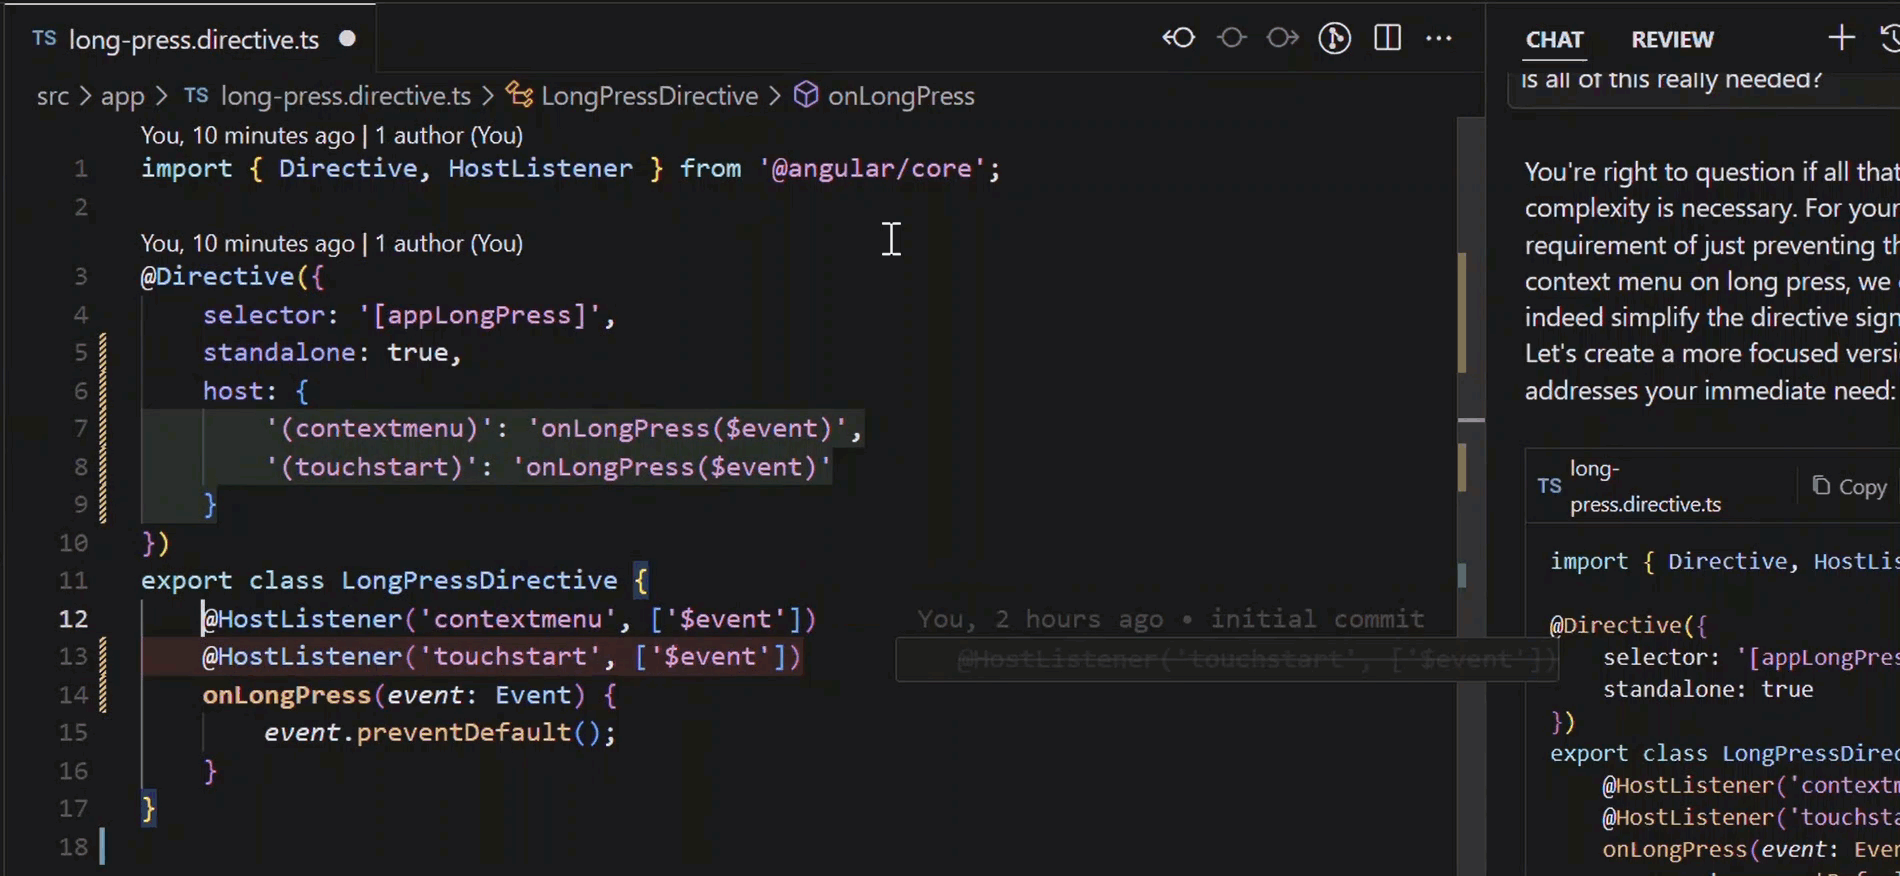 TS long-press.directive.ts
src > app > TS long-press.directive.ts > LongPressDirective > onLongPress
You, 10 minutes ago | 1 author (You)
1 import { Directive, HostListener } from '@angular/core';
2
You, 10 minutes ago | 1 author (You)
3 @Directive({
4 selector: '[appLongPress]',
5 standalone: true,
6 host: {
7 '(contextmenu)': 'onLongPress($event)',
8 '(touchstart)': 'onLongPress($event)'
9 }
10 })
11 export class LongPressDirective {
12 @HostListener('contextmenu', ['$event']) You, 2 hours ago • initial commit
13 @HostListener('touchstart', ['$event']) @HostListener('touchstart', ['$event'])
14 onLongPress(event: Event) {
15 event.preventDefault();
16 }
17 }
18
CHAT REVIEW
is all of this really needed?
You're right to question if all that
complexity is necessary. For your
requirement of just preventing th
context menu on long press, we
indeed simplify the directive sign
Let's create a more focused versi
addresses your immediate need:
TS long-
press.directive.ts
Copy
import { Directive, HostLis
@Directive({
selector: '[appLongPres
standalone: true
})
export class LongPressDirec
@HostListener('contextm
@HostListener('touchsta
onLongPress(event: Even